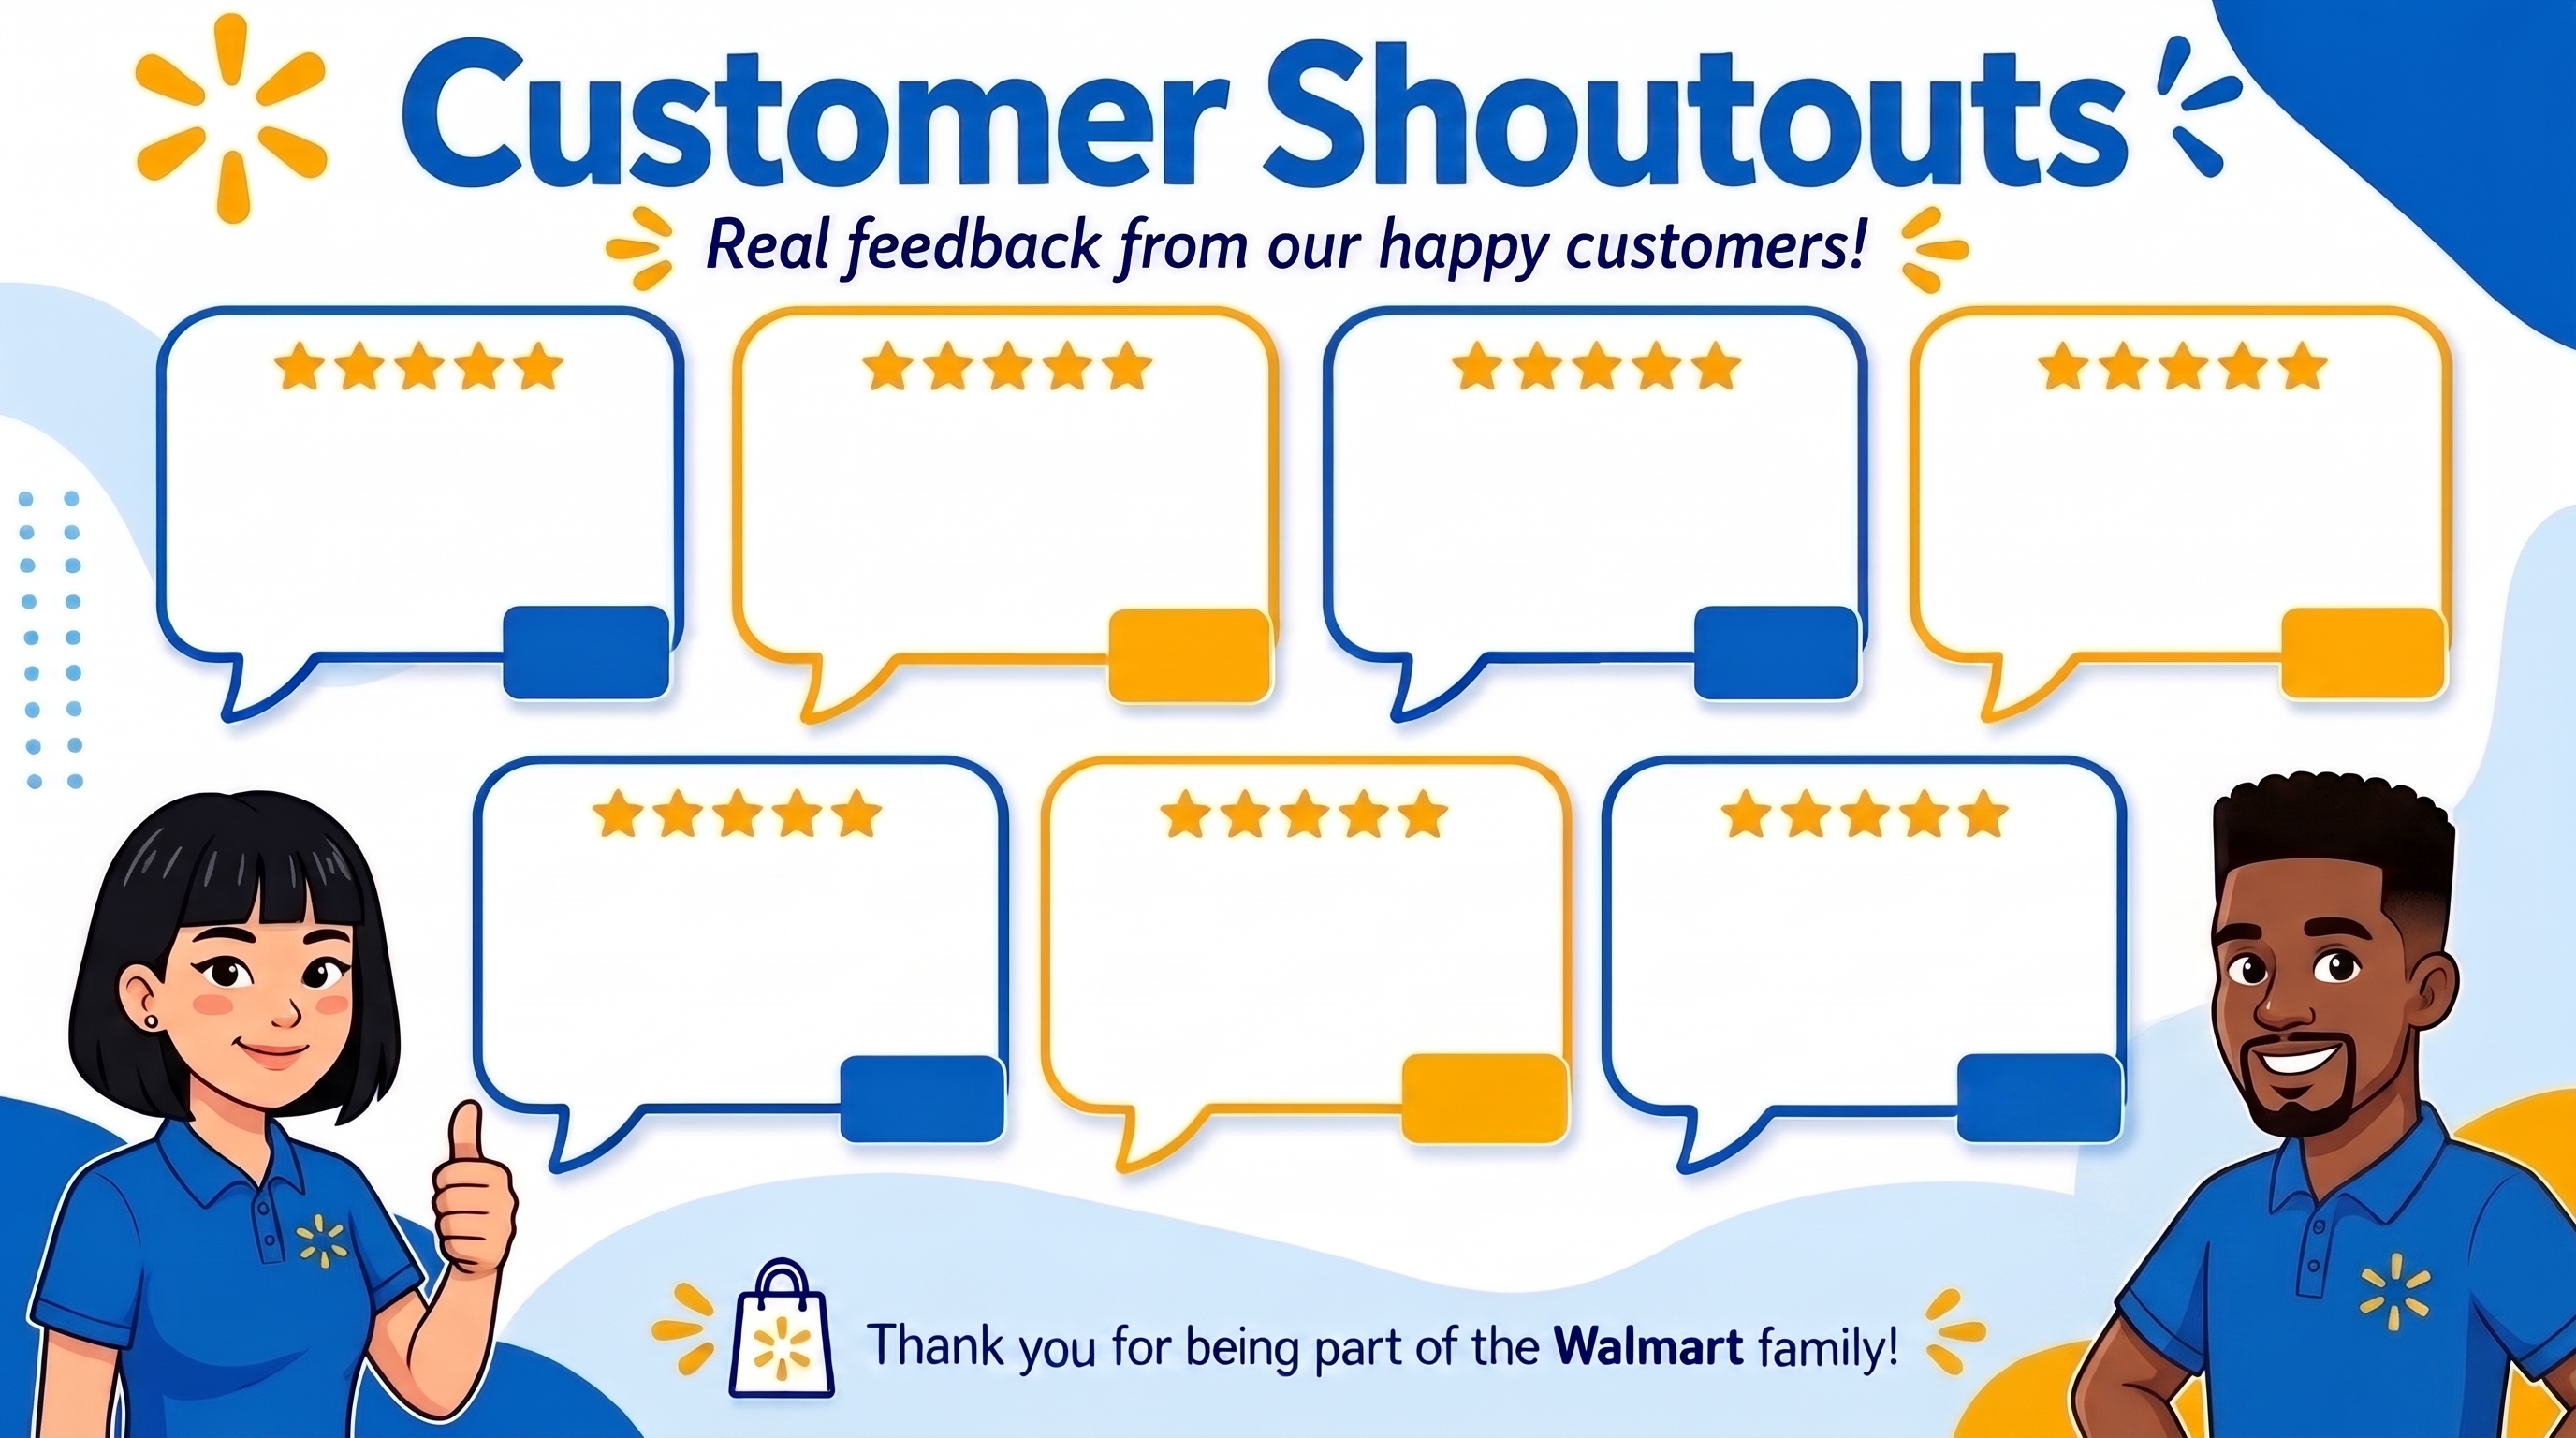 Customer Shoutouts
Real feedback from our happy customers!
Thank you for being part of the Walmart family!